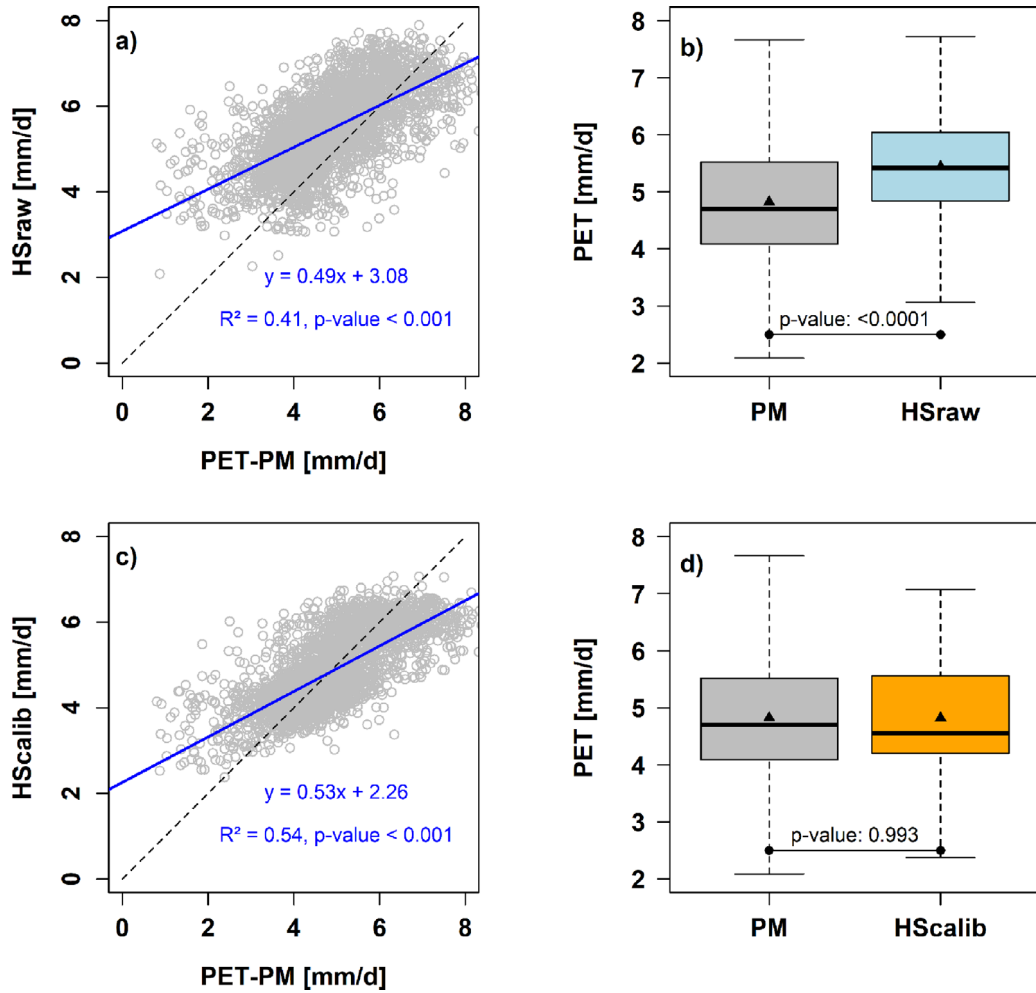 a)
HSraw [mm/d]
8
6
4
2
0
y = 0.49x + 3.08
R² = 0.41, p-value < 0.001
0 2 4 6 8
PET-PM [mm/d]
b)
PET [mm/d]
8
7
6
5
4
3
2
p-value: <0.0001
PM HSraw
c)
HScalib [mm/d]
8
6
4
2
0
y = 0.53x + 2.26
R² = 0.54, p-value < 0.001
0 2 4 6 8
PET-PM [mm/d]
d)
PET [mm/d]
8
7
6
5
4
3
2
p-value: 0.993
PM HScalib